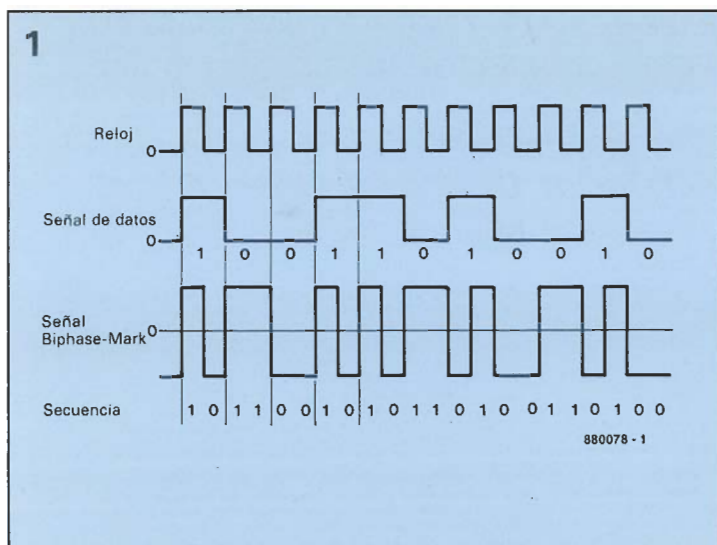 1
Reloj
0
Señal de datos
0
1 0 0 1 1 0 1 0 0 1 0
Señal
Biphase-Mark
0
Secuencia 1 0 1 1 0 0 1 0 1 0 1 1 0 1 0 0 1 1 0 1 0 0
880078 - 1